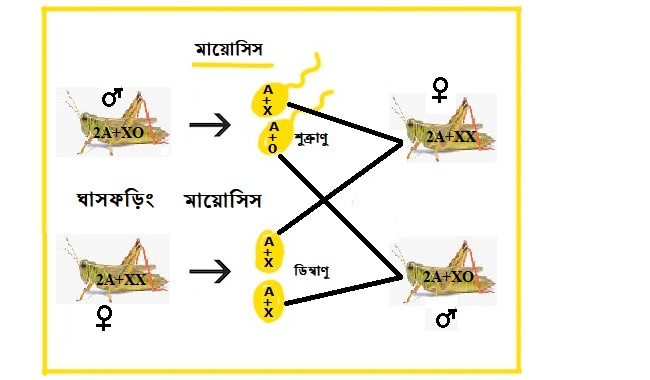 মায়োসিস
♂
2A+XO
A
+
X
A
+
O
শুক্রাণু
♀
2A+XX
ঘাসফড়িং
মায়োসিস
2A+XX
♀
A
+
X
A
+
X
ডিম্বাণু
2A+XO
♂